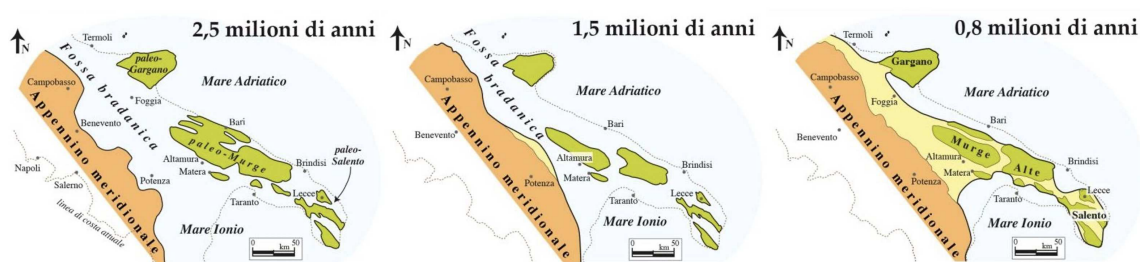 2,5 milioni di anni
N
Termoli
Fossa bradanica
paleo-
Gargano
Mare Adriatico
Campobasso
Foggia
Appennino meridionale
Benevento
Bari
paleo-Murge
paleo-
Salento
Napoli
Altamura
Brindisi
Matera
Salerno
Potenza
Lecce
Taranto
linea di costa attuale
Mare Ionio
0 50
km
1,5 milioni di anni
N
Termoli
Fossa bradanica
Campobasso
Mare Adriatico
Foggia
Appennino meridionale
Benevento
Bari
Altamura
Brindisi
Matera
Potenza
Lecce
Taranto
Mare Ionio
0 50
km
0,8 milioni di anni
N
Termoli
Gargano
Campobasso
Mare Adriatico
Foggia
Appennino meridionale
Benevento
Bari
Murge
Altamura
Brindisi
Matera
Alte
Potenza
Lecce
Taranto
Salento
Mare Ionio
0 50
km